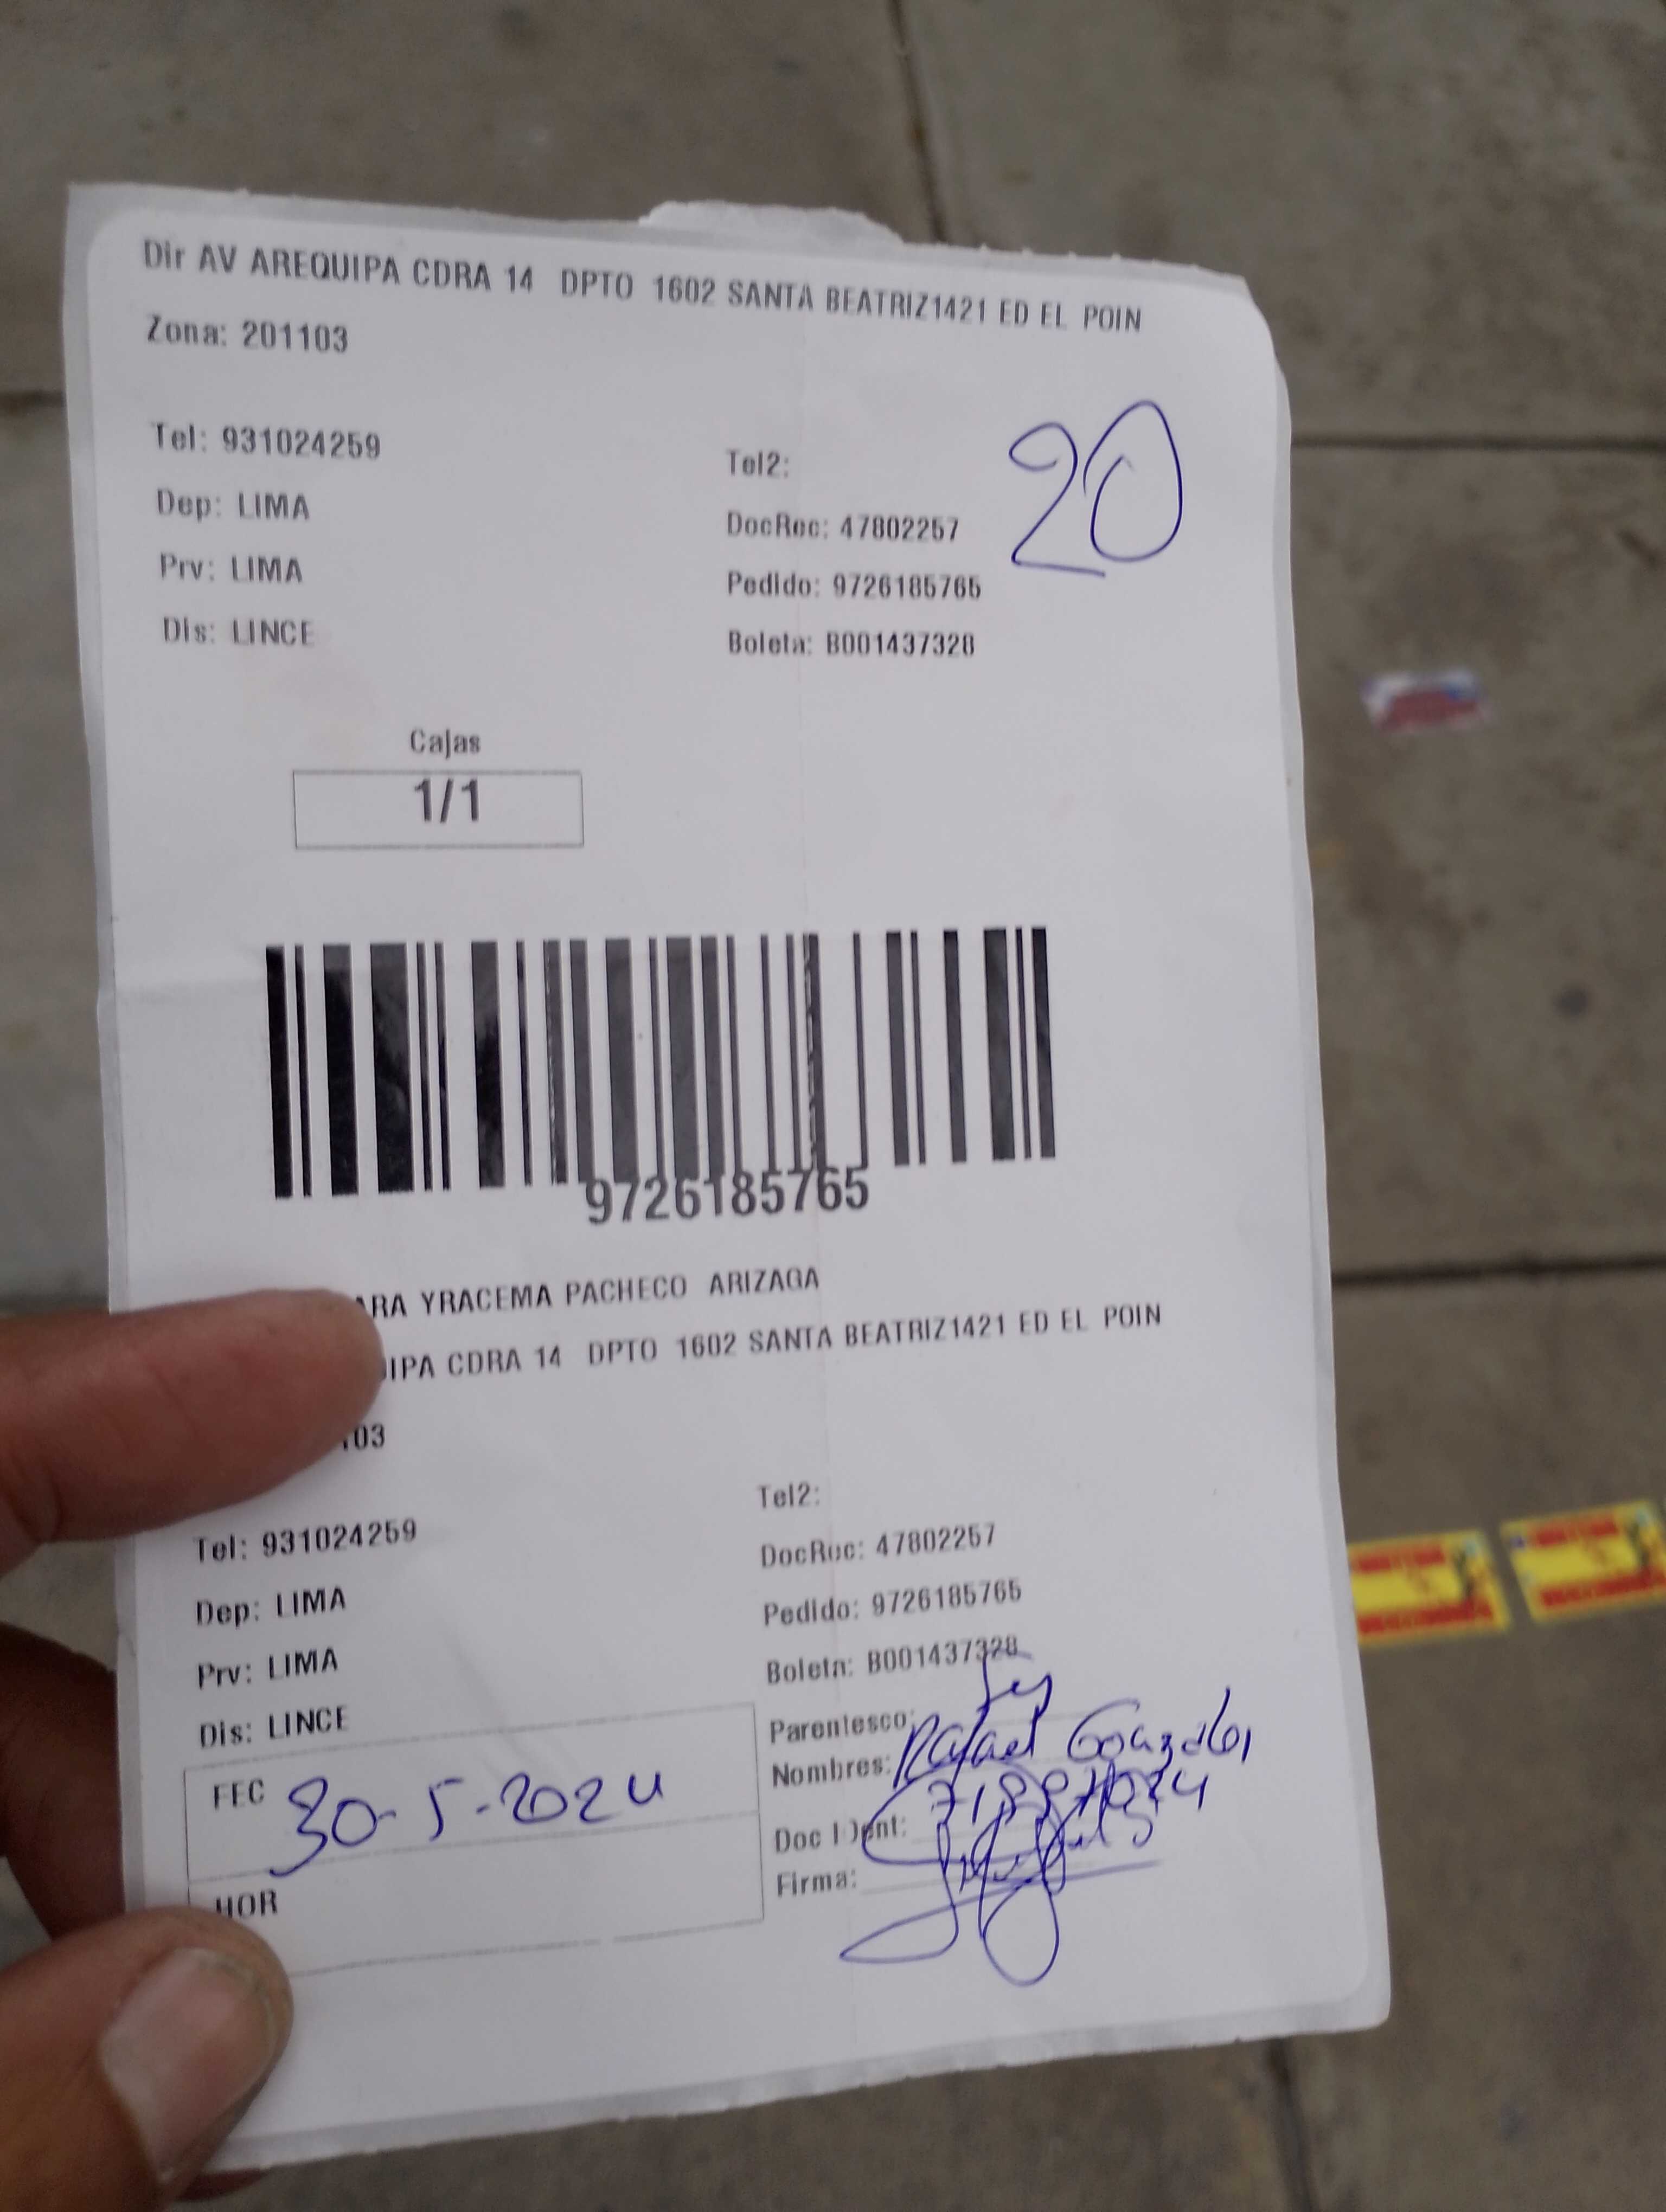 Dir AV AREQUIPA CDRA 14 DPTO 1602 SANTA BEATRIZ1421 ED EL POIN
Zona: 201103
20
Tel: 931024259
Tel2:
Dep: LIMA
DocRec: 47802257
Prv: LIMA
Pedido: 9726185765
Dis: LINCE
Boleta: B001437328
Cajas
1/1
9726185765
ARA YRACEMA PACHECO ARIZAGA
IPA CDRA 14 DPTO 1602 SANTA BEATRIZ1421 ED EL POIN
103
Tel2:
Tel: 931024259
DocRec: 47802257
Dep: LIMA
Pedido: 9726185765
Prv: LIMA
Boleta: B001437328
Dis: LINCE
Parentesco:
Nombres: Rafael Gonzales
FEC 30-5-2024
Doc Ident:
Firma:
HOR